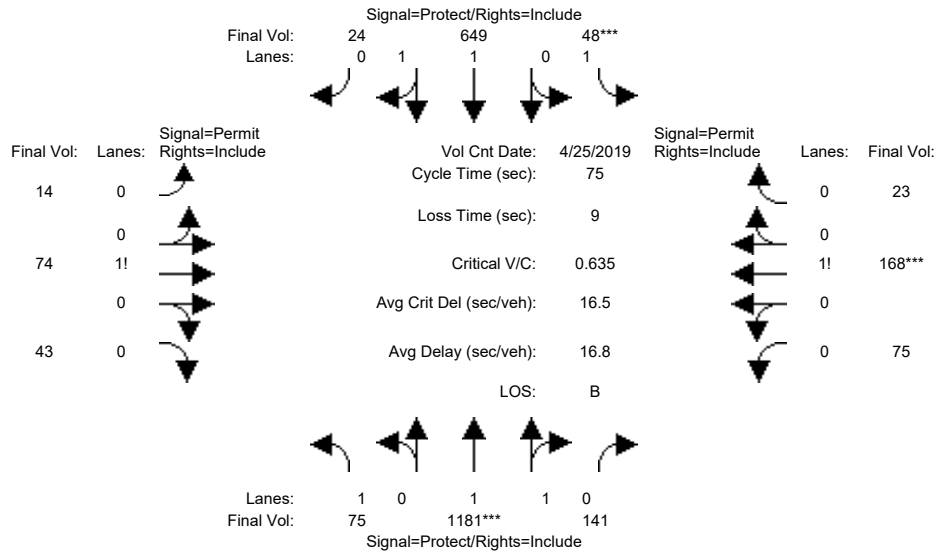 Signal=Protect/Rights=Include
Final Vol: 24 649 48***
Lanes: 0 1 1 0 1
Signal=Permit
Final Vol: Lanes: Rights=Include
Vol Cnt Date: 4/25/2019
Signal=Permit
Rights=Include Lanes: Final Vol:
Cycle Time (sec): 75
14 0
0 23
Loss Time (sec): 9
0
0
74 1!
Critical V/C: 0.635
1! 168***
0
Avg Crit Del (sec/veh): 16.5
0
43 0
Avg Delay (sec/veh): 16.8
0 75
LOS: B
Lanes: 1 0 1 1 0
Final Vol: 75 1181*** 141
Signal=Protect/Rights=Include